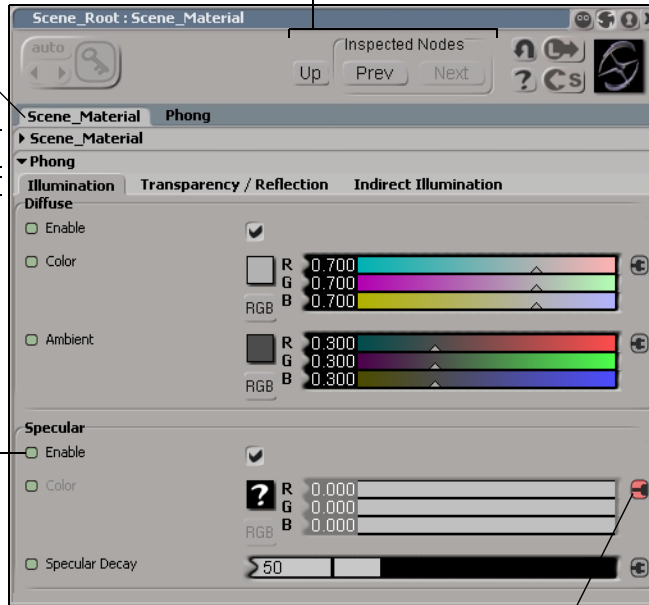 Scene_Root : Scene_Material
auto
Inspected Nodes
Up Prev Next
? S
Scene_Material Phong
Scene_Material
Phong
Illumination Transparency / Reflection Indirect Illumination
Diffuse
Enable
Color R 0.700
G 0.700
RGB B 0.700
Ambient R 0.300
G 0.300
RGB B 0.300
Specular
Enable
Color ? R 0.000
G 0.000
RGB B 0.000
Specular Decay 50